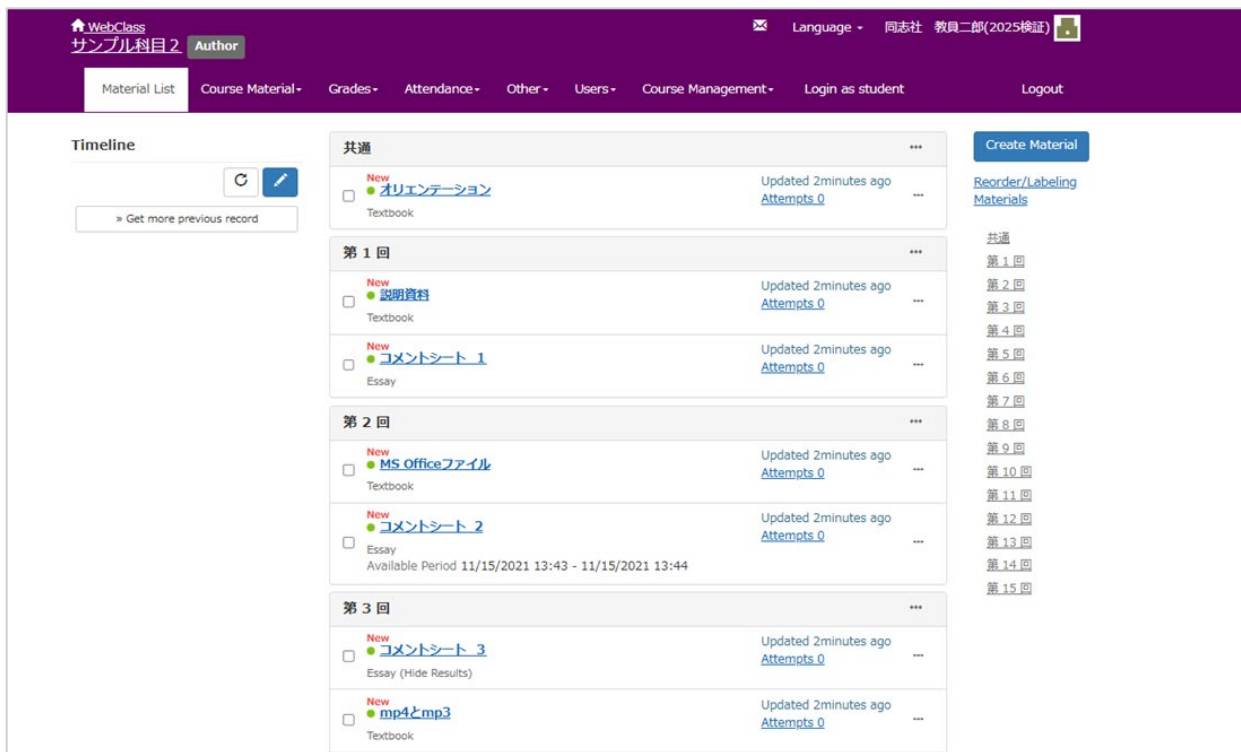 WebClass
サンプル科目2 Author
Language
同志社 教員二郎(2025検証)
Material List
Course Material
Grades
Attendance
Other
Users
Course Management
Login as student
Logout
Timeline
» Get more previous record
共通
New
オリエンテーション
Textbook
Updated 2minutes ago
Attempts 0
第1回
New
説明資料
Textbook
Updated 2minutes ago
Attempts 0
New
コメントシート_1
Essay
Updated 2minutes ago
Attempts 0
第2回
New
MS Officeファイル
Textbook
Updated 2minutes ago
Attempts 0
New
コメントシート_2
Essay
Available Period 11/15/2021 13:43 - 11/15/2021 13:44
Updated 2minutes ago
Attempts 0
第3回
New
コメントシート_3
Essay (Hide Results)
Updated 2minutes ago
Attempts 0
New
mp4とmp3
Textbook
Updated 2minutes ago
Attempts 0
Create Material
Reorder/Labeling
Materials
共通
第1回
第2回
第3回
第4回
第5回
第6回
第7回
第8回
第9回
第10回
第11回
第12回
第13回
第14回
第15回